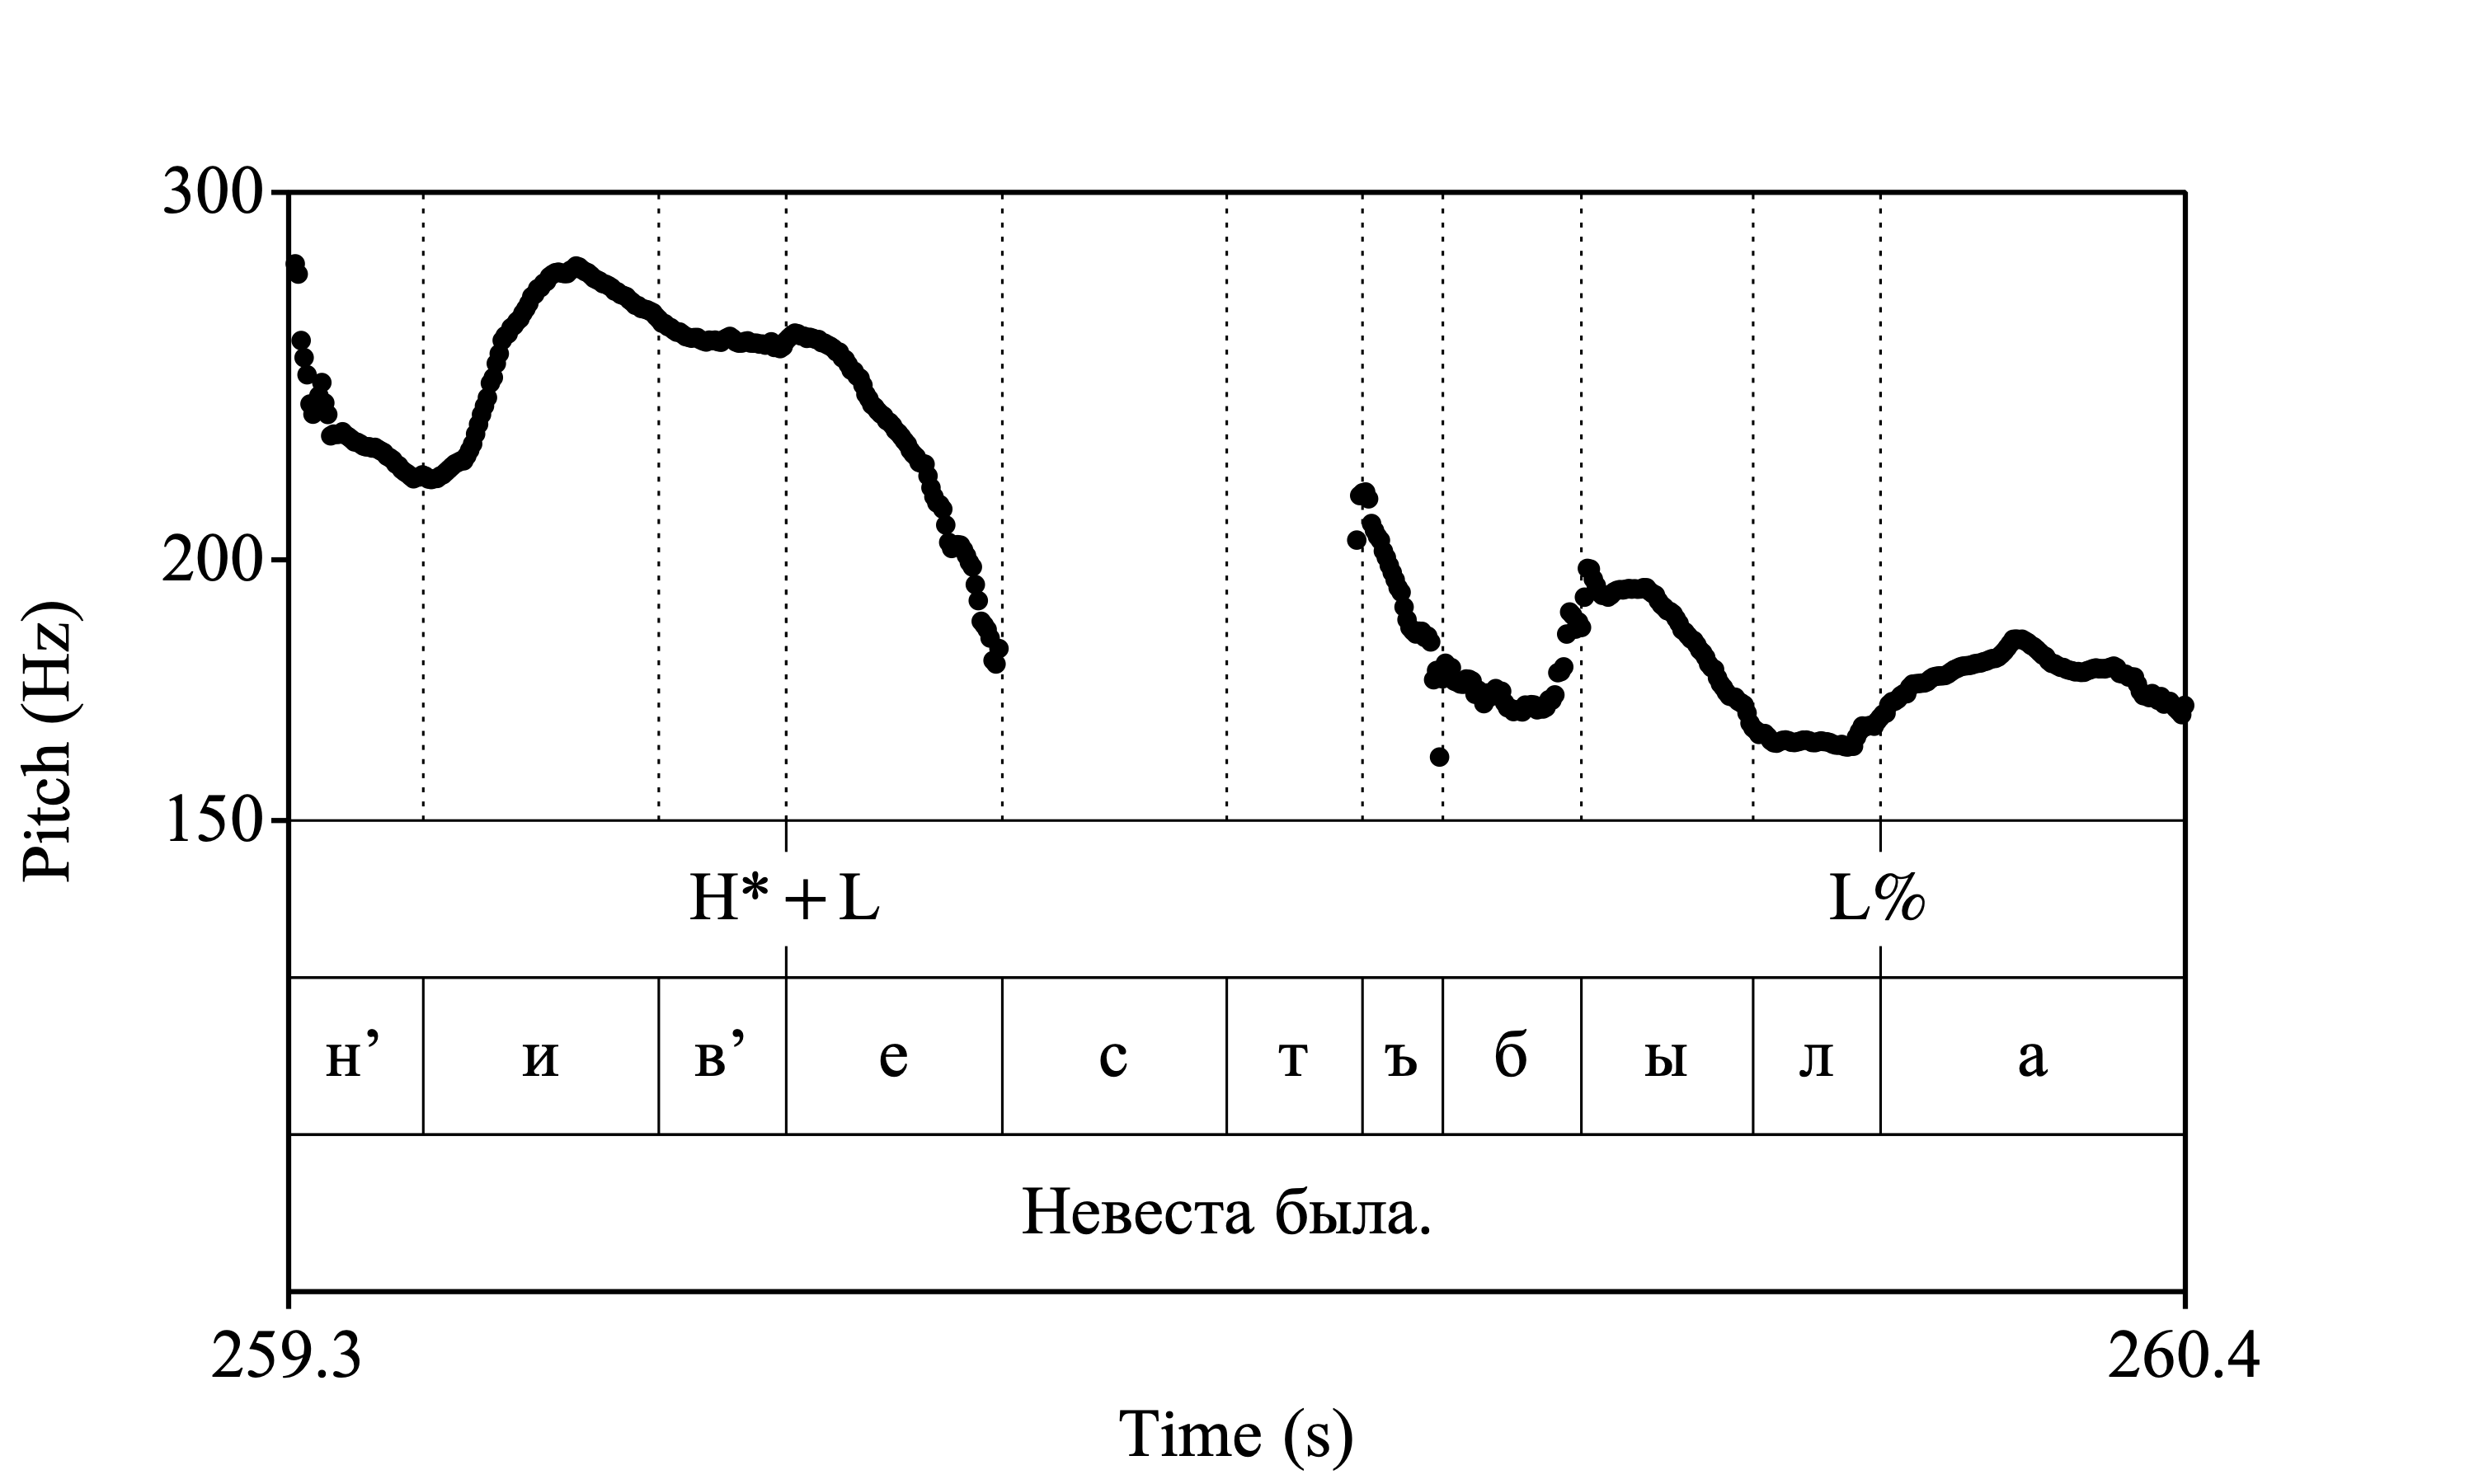 300
200
150
Pitch (Hz)
H*+L L%
н’ и в’ е с т ъ б ы л а
Невеста была.
259.3 260.4
Time (s)